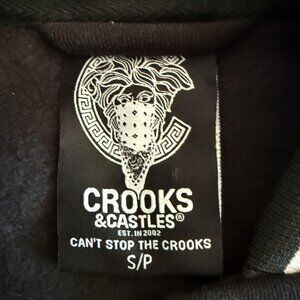 CROOKS
&CASTLES®
EST. IN 2002
CAN'T STOP THE CROOKS
S/P